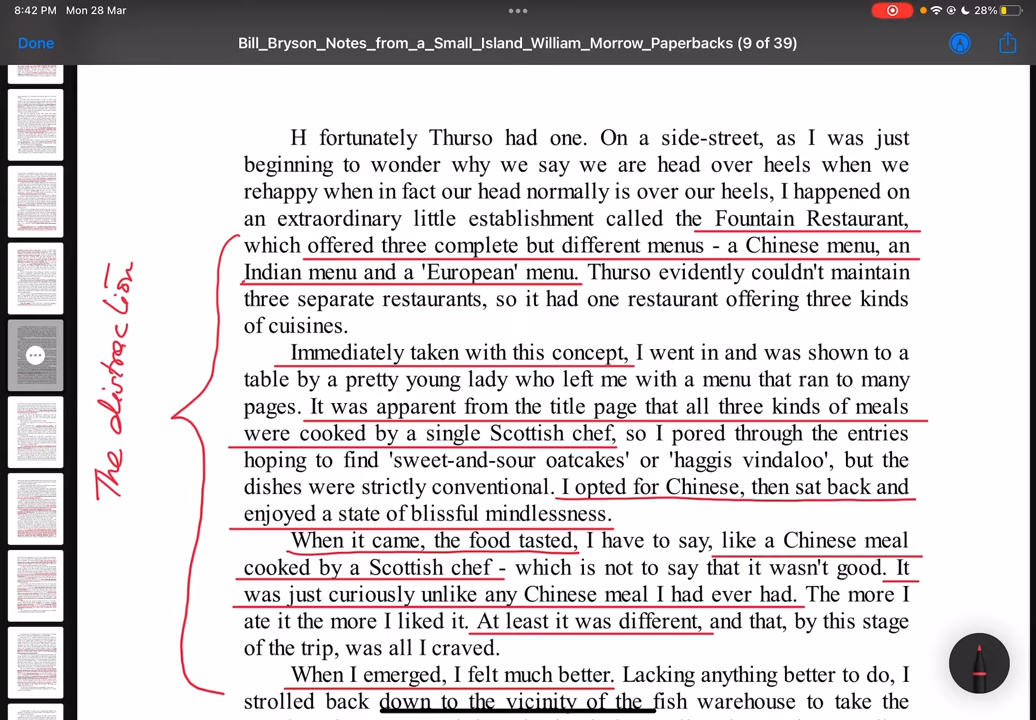 8:42 PM Mon 28 Mar
28%
Done
Bill_Bryson_Notes_from_a_Small_Island_William_Morrow_Paperbacks (9 of 39)
H fortunately Thurso had one. On a side-street, as I was just
beginning to wonder why we say we are head over heels when we
rehappy when in fact our head normally is over our heels, I happened on
an extraordinary little establishment called the Fountain Restaurant,
which offered three complete but different menus - a Chinese menu, an
Indian menu and a 'European' menu. Thurso evidently couldn't maintain
three separate restaurants, so it had one restaurant offering three kinds
of cuisines.
Immediately taken with this concept, I went in and was shown to a
table by a pretty young lady who left me with a menu that ran to many
pages. It was apparent from the title page that all three kinds of meals
were cooked by a single Scottish chef, so I pored through the entries
hoping to find 'sweet-and-sour oatcakes' or 'haggis vindaloo', but the
dishes were strictly conventional. I opted for Chinese, then sat back and
enjoyed a state of blissful mindlessness.
When it came, the food tasted, I have to say, like a Chinese meal
cooked by a Scottish chef - which is not to say that it wasn't good. It
was just curiously unlike any Chinese meal I had ever had. The more I
ate it the more I liked it. At least it was different, and that, by this stage
of the trip, was all I craved.
When I emerged, I felt much better. Lacking anything better to do, I
strolled back down to the vicinity of the fish warehouse to take the
The distraction